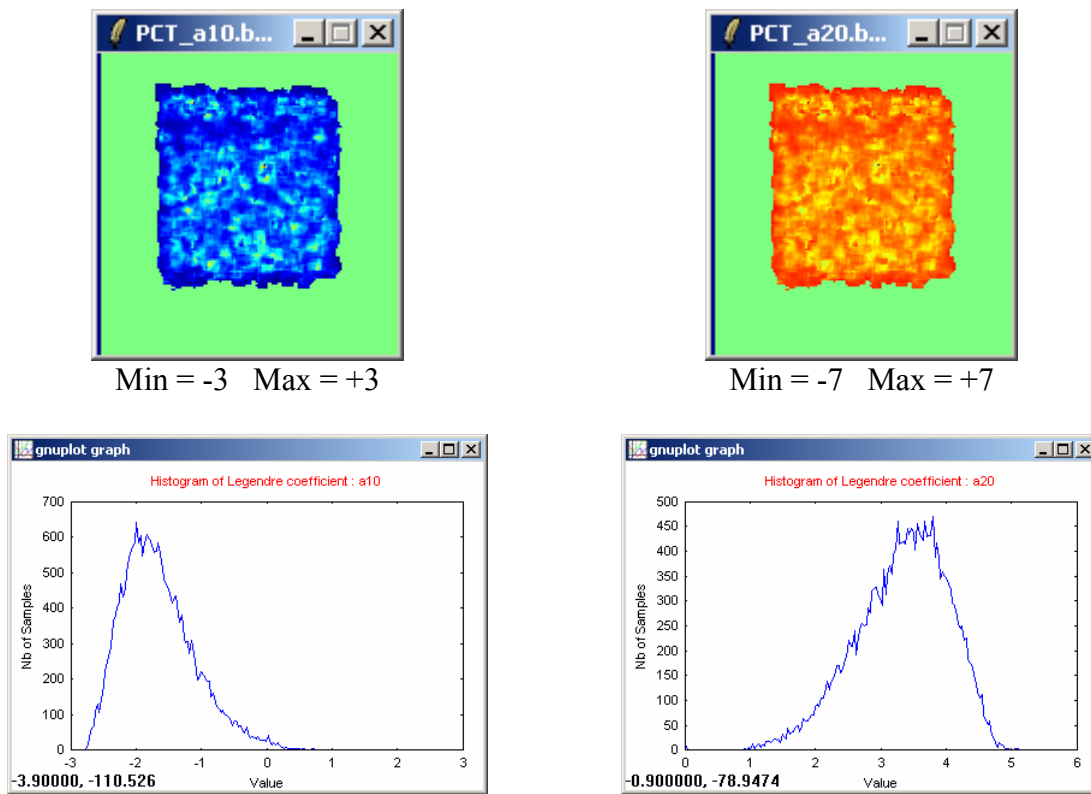 PCT_a10.b...
PCT_a20.b...
Min = -3   Max = +3
Min = -7   Max = +7
gnuplot graph
Histogram of Legendre coefficient : a10
700
600
500
400
300
200
100
0
Nb of Samples
-3 -2 -1 0 1 2 3
Value
-3.90000, -110.526
gnuplot graph
Histogram of Legendre coefficient : a20
500
450
400
350
300
250
200
150
100
50
0
Nb of Samples
0 1 2 3 4 5 6
Value
-0.900000, -78.9474